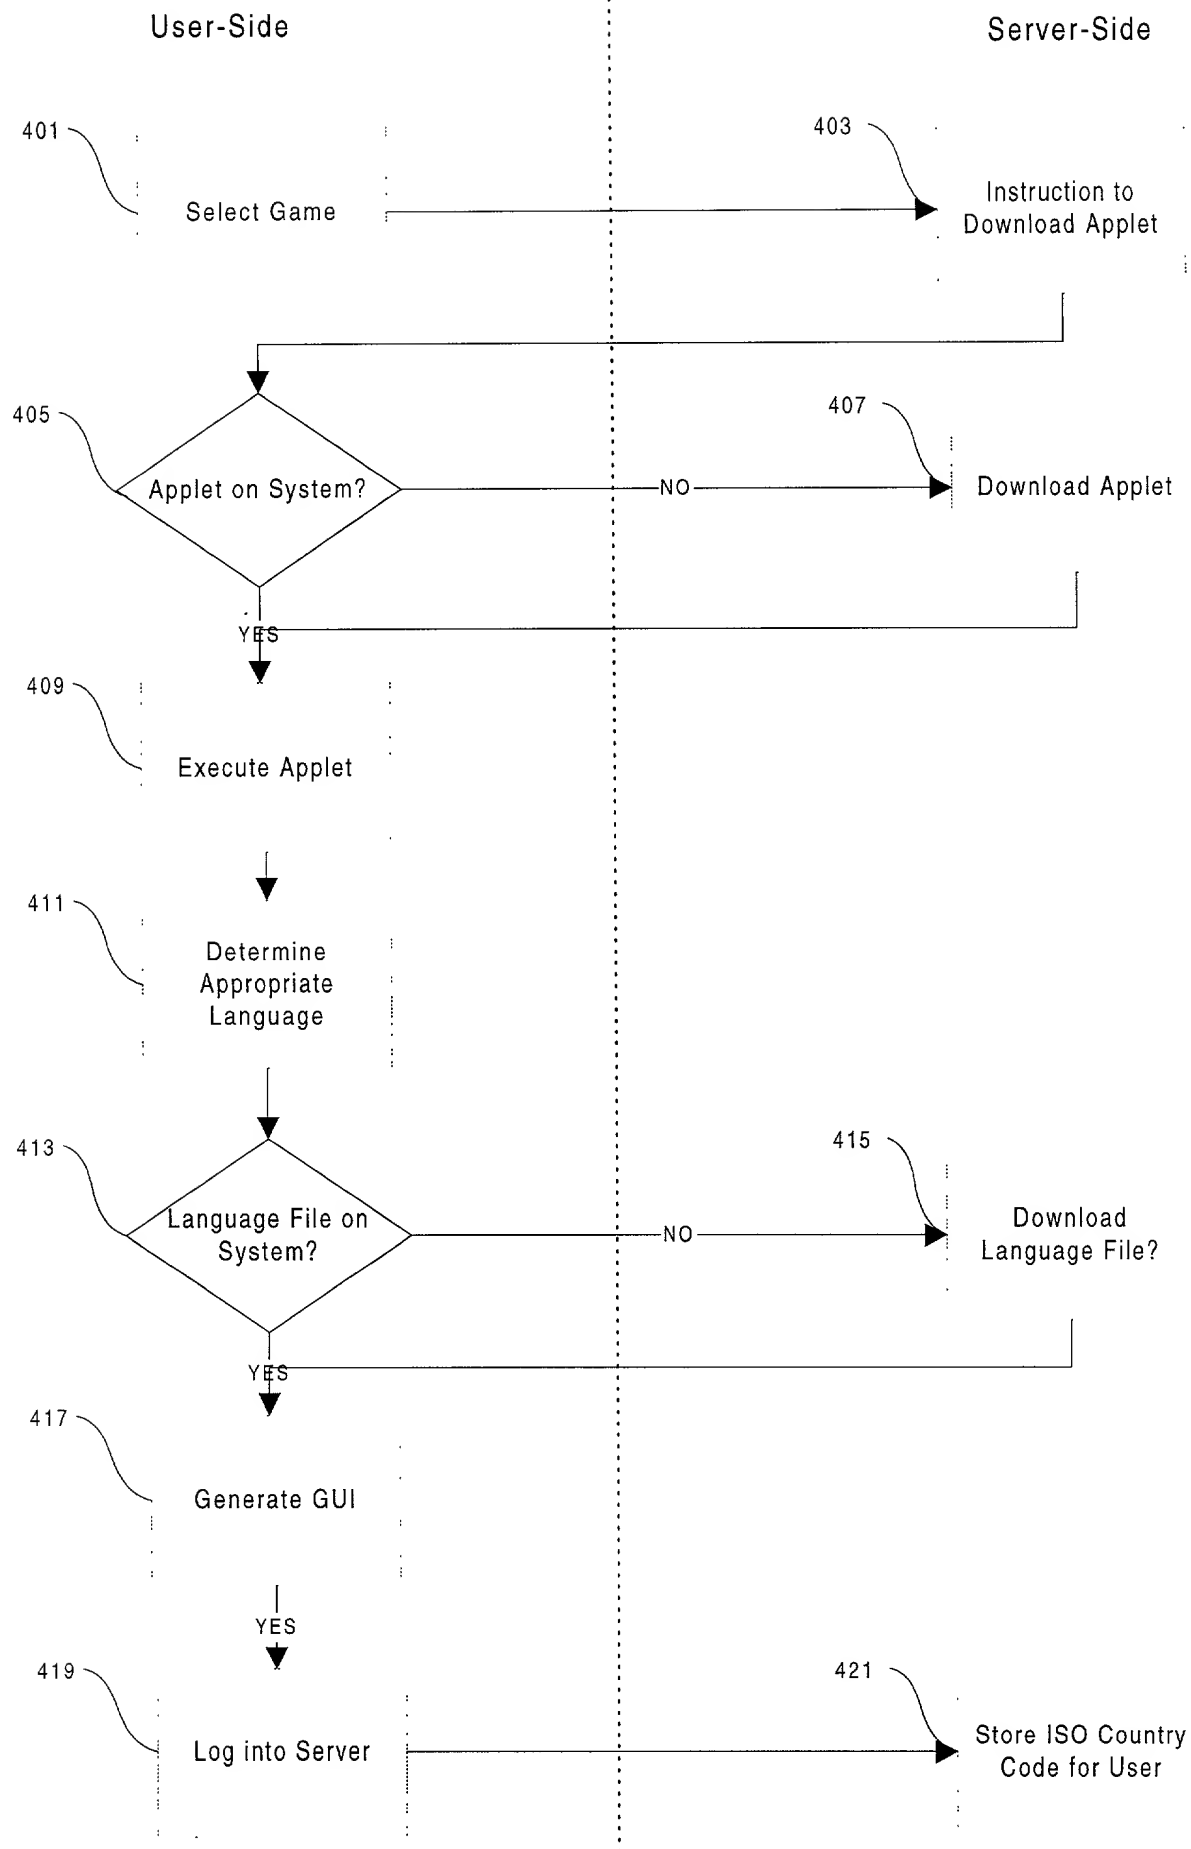 User-Side
Server-Side
401
403
Select Game
Instruction to
Download Applet
405
407
Applet on System?
NO
Download Applet
YES
409
Execute Applet
411
Determine
Appropriate
Language
413
415
Language File on
System?
NO
Download
Language File?
YES
417
Generate GUI
YES
419
421
Log into Server
Store ISO Country
Code for User